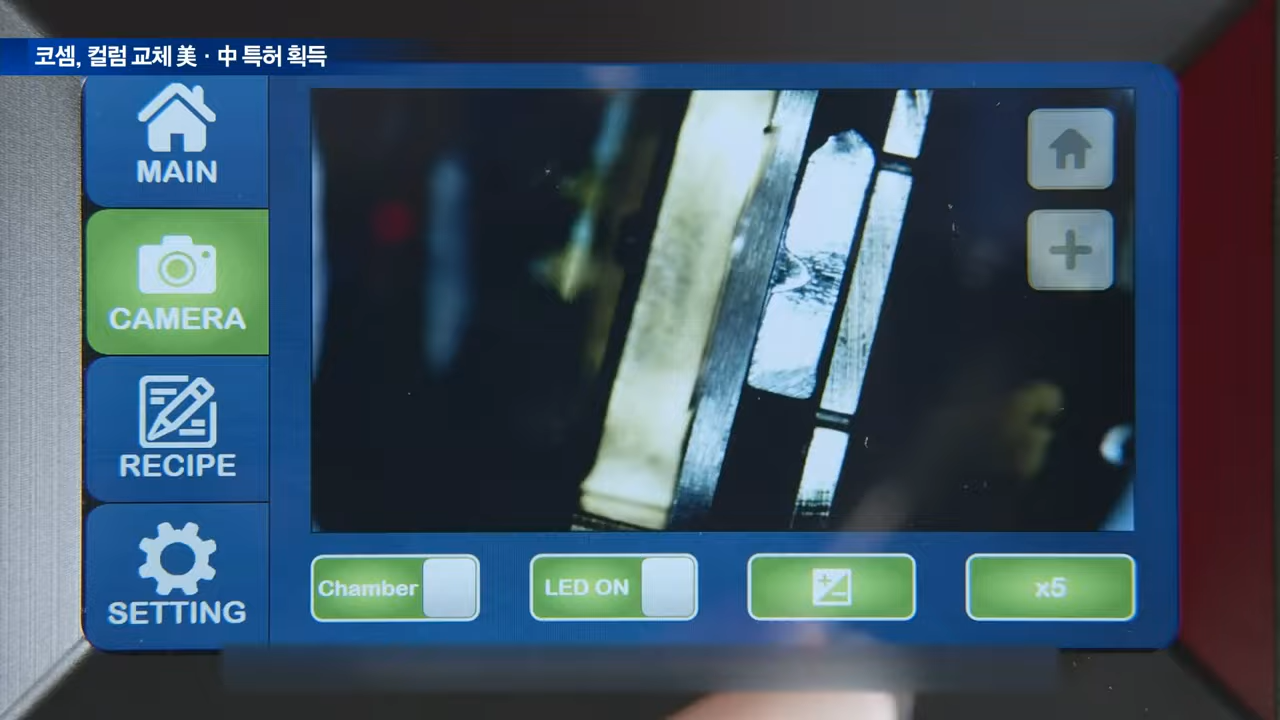 코셈, 컬럼 교체 美·中 특허 획득
MAIN
CAMERA
RECIPE
SETTING
Chamber
LED ON
x5